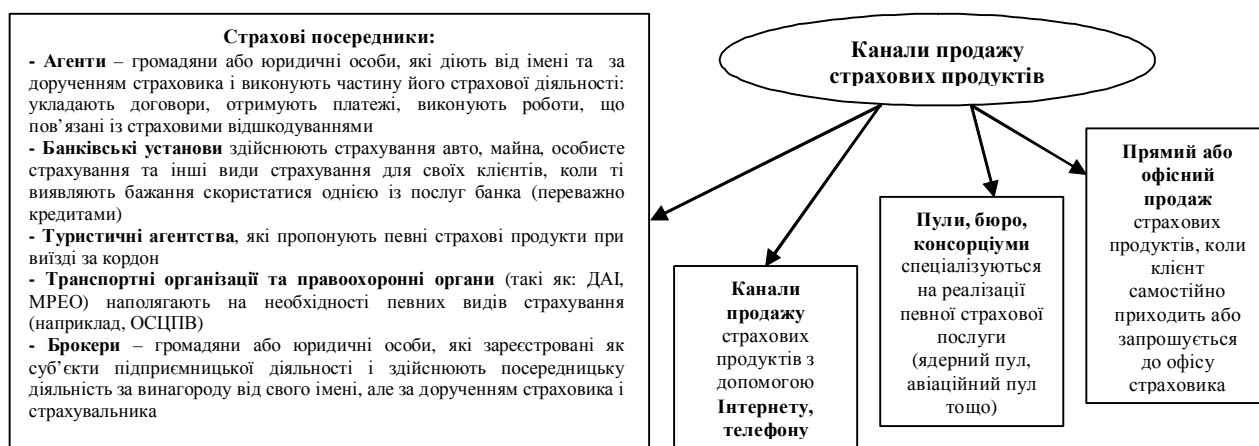 Страхові посередники:
- Агенти – громадяни або юридичні особи, які діють від імені та за
дорученням страховика і виконують частину його страхової діяльності:
укладають договори, отримують платежі, виконують роботи, що
пов’язані із страховими відшкодуваннями
- Банківські установи здійснюють страхування авто, майна, особисте
страхування та інші види страхування для своїх клієнтів, коли ті
виявляють бажання скористатися однією із послуг банка (переважно
кредитами)
- Туристичні агентства, які пропонують певні страхові продукти при
виїзді за кордон
- Транспортні організації та правоохоронні органи (такі як: ДАІ,
МРЕО) наполягають на необхідності певних видів страхування
(наприклад, ОСЦПВ)
- Брокери – громадяни або юридичні особи, які зареєстровані як
суб’єкти підприємницької діяльності і здійснюють посередницьку
діяльність за винагороду від свого імені, але за дорученням страховика і
страхувальника
Канали продажу
страхових продуктів
Канали
продажу
страхових
продуктів з
допомогою
Інтернету,
телефону
Пули, бюро,
консорціуми
спеціалізуються
на реалізації
певної страхової
послуги
(ядерний пул,
авіаційний пул
тощо)
Прямий або
офісний
продаж
страхових
продуктів, коли
клієнт
самостійно
приходить або
запрошується
до офісу
страховика